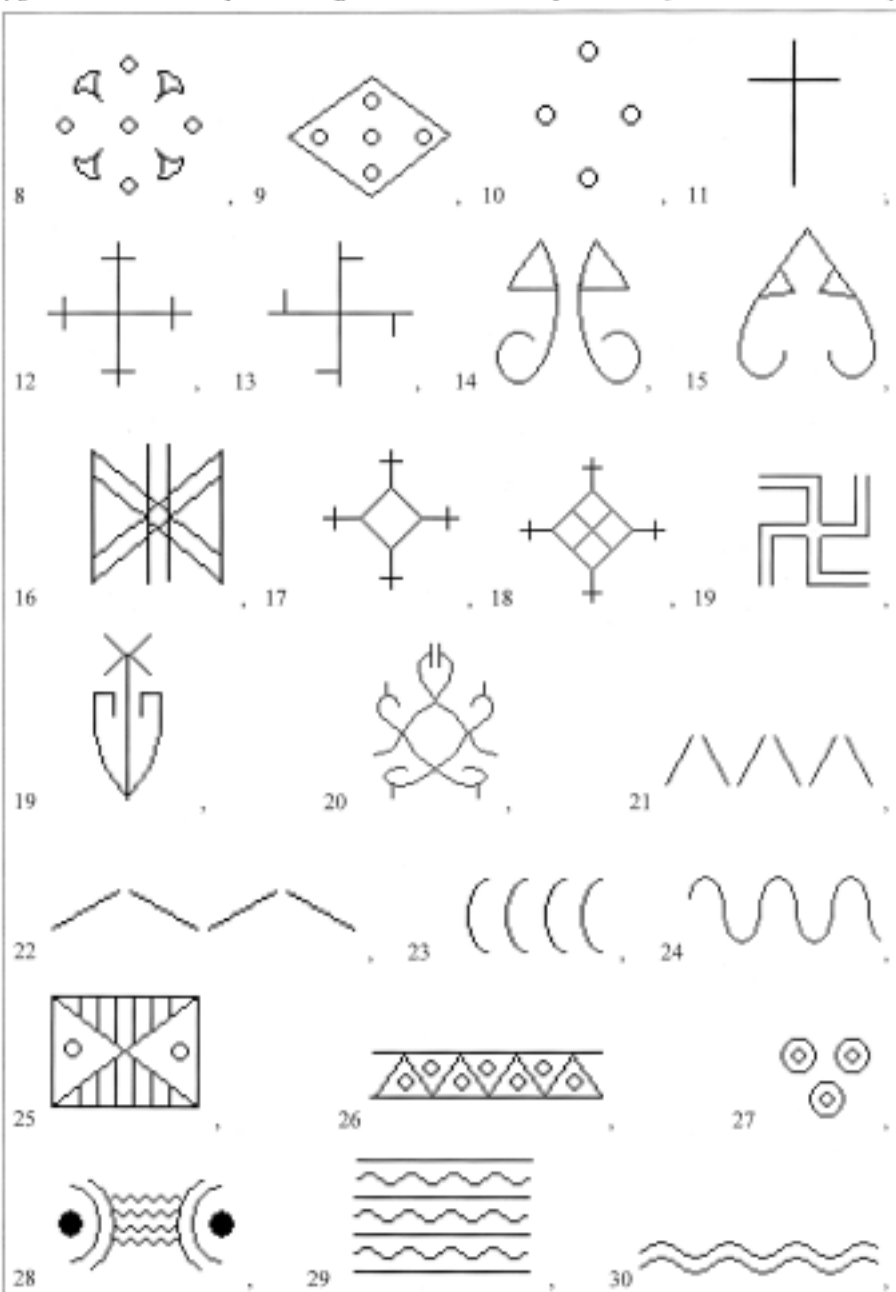 8 , 9 , 10 , 11 ;
12 , 13 , 14 , 15 ,
16 , 17 , 18 , 19 ,
19 , 20 , 21 ,
22 , 23 , 24 ,
25 , 26 , 27 ,
28 , 29 , 30 ,